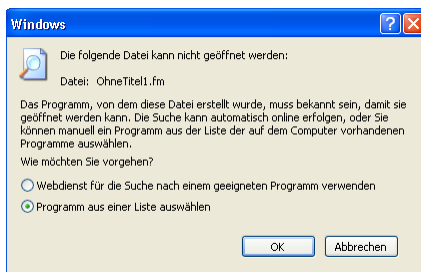 Windows
Die folgende Datei kann nicht geöffnet werden:
Datei: OhneTitel1.fm
Das Programm, von dem diese Datei erstellt wurde, muss bekannt sein, damit sie
geöffnet werden kann. Die Suche kann automatisch online erfolgen, oder Sie
können manuell ein Programm aus der Liste der auf dem Computer vorhandenen
Programme auswählen.
Wie möchten Sie vorgehen?
Webdienst für die Suche nach einem geeigneten Programm verwenden
Programm aus einer Liste auswählen
OK Abbrechen